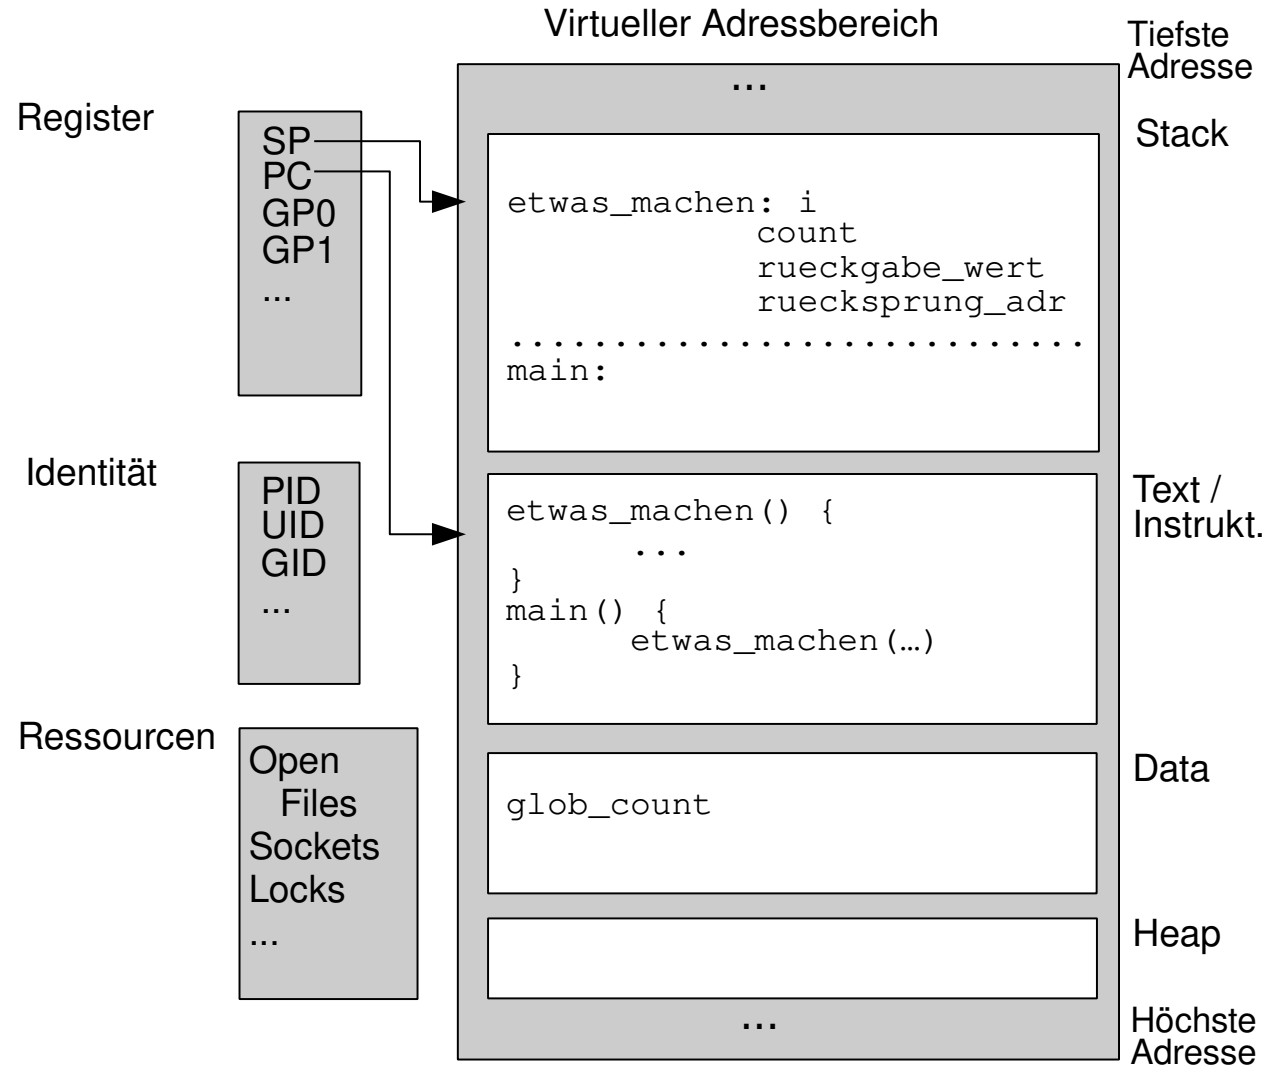 Virtueller Adressbereich
Tiefste
Adresse
...
Register
SP
PC
GP0
GP1
...
Stack
etwas_machen: i
count
rueckgabe_wert
ruecksprung_adr
..............................
main:
Identität
PID
UID
GID
...
Text /
Instrukt.
etwas_machen() {
...
}
main() {
etwas_machen(…)
}
Ressourcen
Open
Files
Sockets
Locks
...
Data
glob_count
Heap
...
Höchste
Adresse